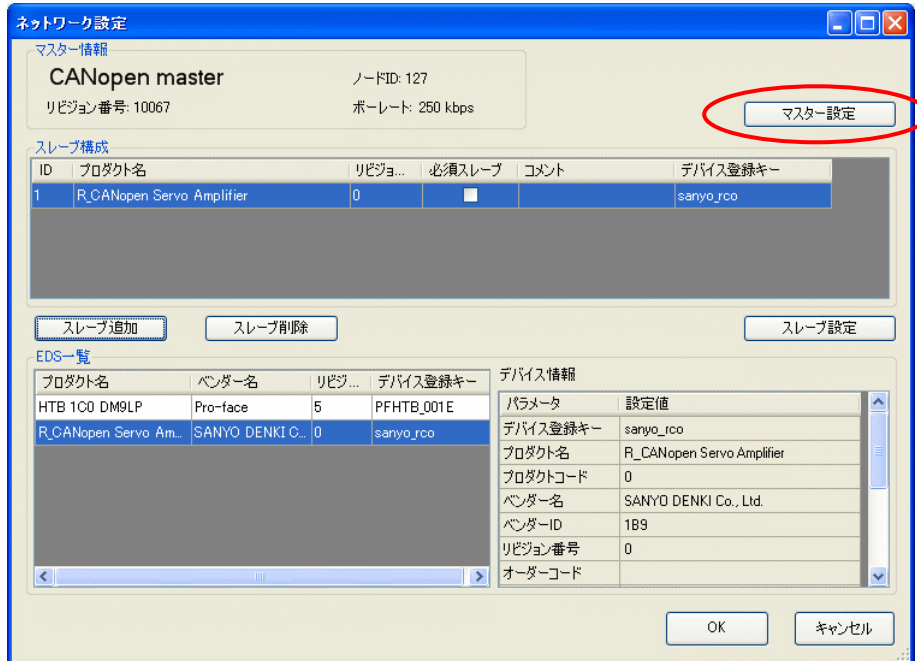 ネットワーク設定
マスター情報
CANopen master
ノードID: 127
リビジョン番号: 10067
ボーレート: 250 kbps
マスター設定
スレーブ構成
ID プロダクト名 リビジョ... 必須スレーブ コメント デバイス登録キー
1 R_CANopen Servo Amplifier 0 sanyo_rco
スレーブ追加 スレーブ削除 スレーブ設定
EDS一覧
プロダクト名 ベンダー名 リビジ... デバイス登録キー
HTB 1C0 DM9LP Pro-face 5 PFHTB_001E
R_CANopen Servo Am... SANYO DENKI C... 0 sanyo_rco
デバイス情報
パラメータ 設定値
デバイス登録キー sanyo_rco
プロダクト名 R_CANopen Servo Amplifier
プロダクトコード 0
ベンダー名 SANYO DENKI Co., Ltd.
ベンダーID 1B9
リビジョン番号 0
オーダーコード
OK キャンセル